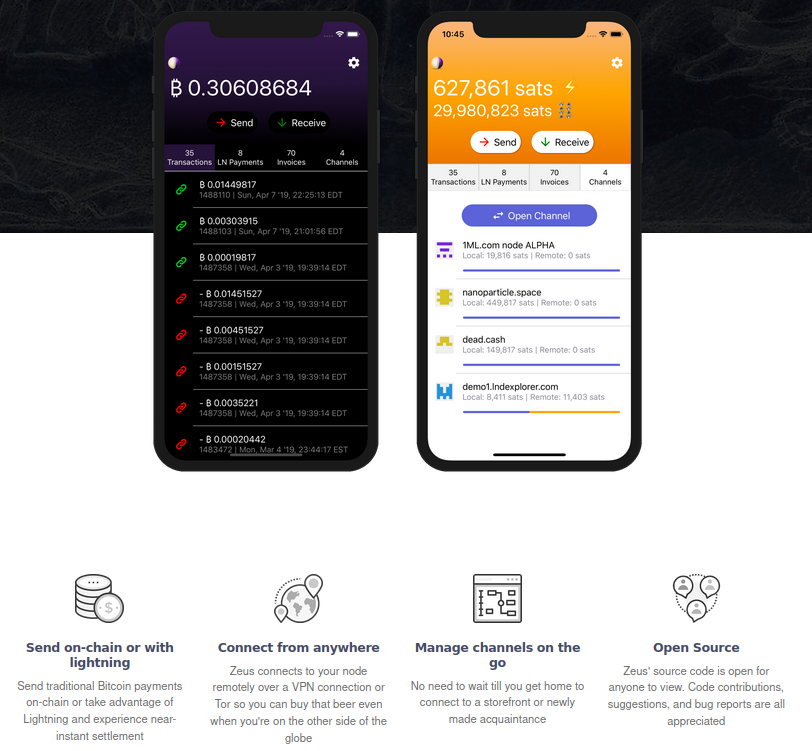 ₿ 0.30608684
Send
Receive
35
Transactions
8
LN Payments
70
Invoices
4
Channels
₿ 0.01449817
1488110 | Sun, Apr 7 '19, 22:25:13 EDT
₿ 0.00303915
1488103 | Sun, Apr 7 '19, 21:01:56 EDT
₿ 0.00019817
1487358 | Wed, Apr 3 '19, 19:39:14 EDT
- ₿ 0.01451527
1487358 | Wed, Apr 3 '19, 19:39:14 EDT
- ₿ 0.00451527
1487358 | Wed, Apr 3 '19, 19:39:14 EDT
- ₿ 0.00151527
1487358 | Wed, Apr 3 '19, 19:39:14 EDT
- ₿ 0.0035221
1487358 | Wed, Apr 3 '19, 19:39:14 EDT
- ₿ 0.00020442
1483472 | Mon, Mar 4 '19, 23:44:17 EST
10:45
627,861 sats ⚡
29,980,823 sats ⛓
Send
Receive
35
Transactions
8
LN Payments
70
Invoices
4
Channels
Open Channel
1ML.com node ALPHA
Local: 19,816 sats | Remote: 0 sats
nanoparticle.space
Local: 449,817 sats | Remote: 0 sats
dead.cash
Local: 149,817 sats | Remote: 0 sats
demo1.lndexplorer.com
Local: 8,411 sats | Remote: 11,403 sats
$
Send on-chain or with
lightning
Send traditional Bitcoin payments
on-chain or take advantage of
Lightning and experience near-
instant settlement
Connect from anywhere
Zeus connects to your node
remotely over a VPN connection or
Tor so you can buy that beer even
when you're on the other side of the
globe
Manage channels on the
go
No need to wait till you get home to
connect to a storefront or newly
made acquaintance
Open Source
Zeus' source code is open for
anyone to view. Code contributions,
suggestions, and bug reports are all
appreciated